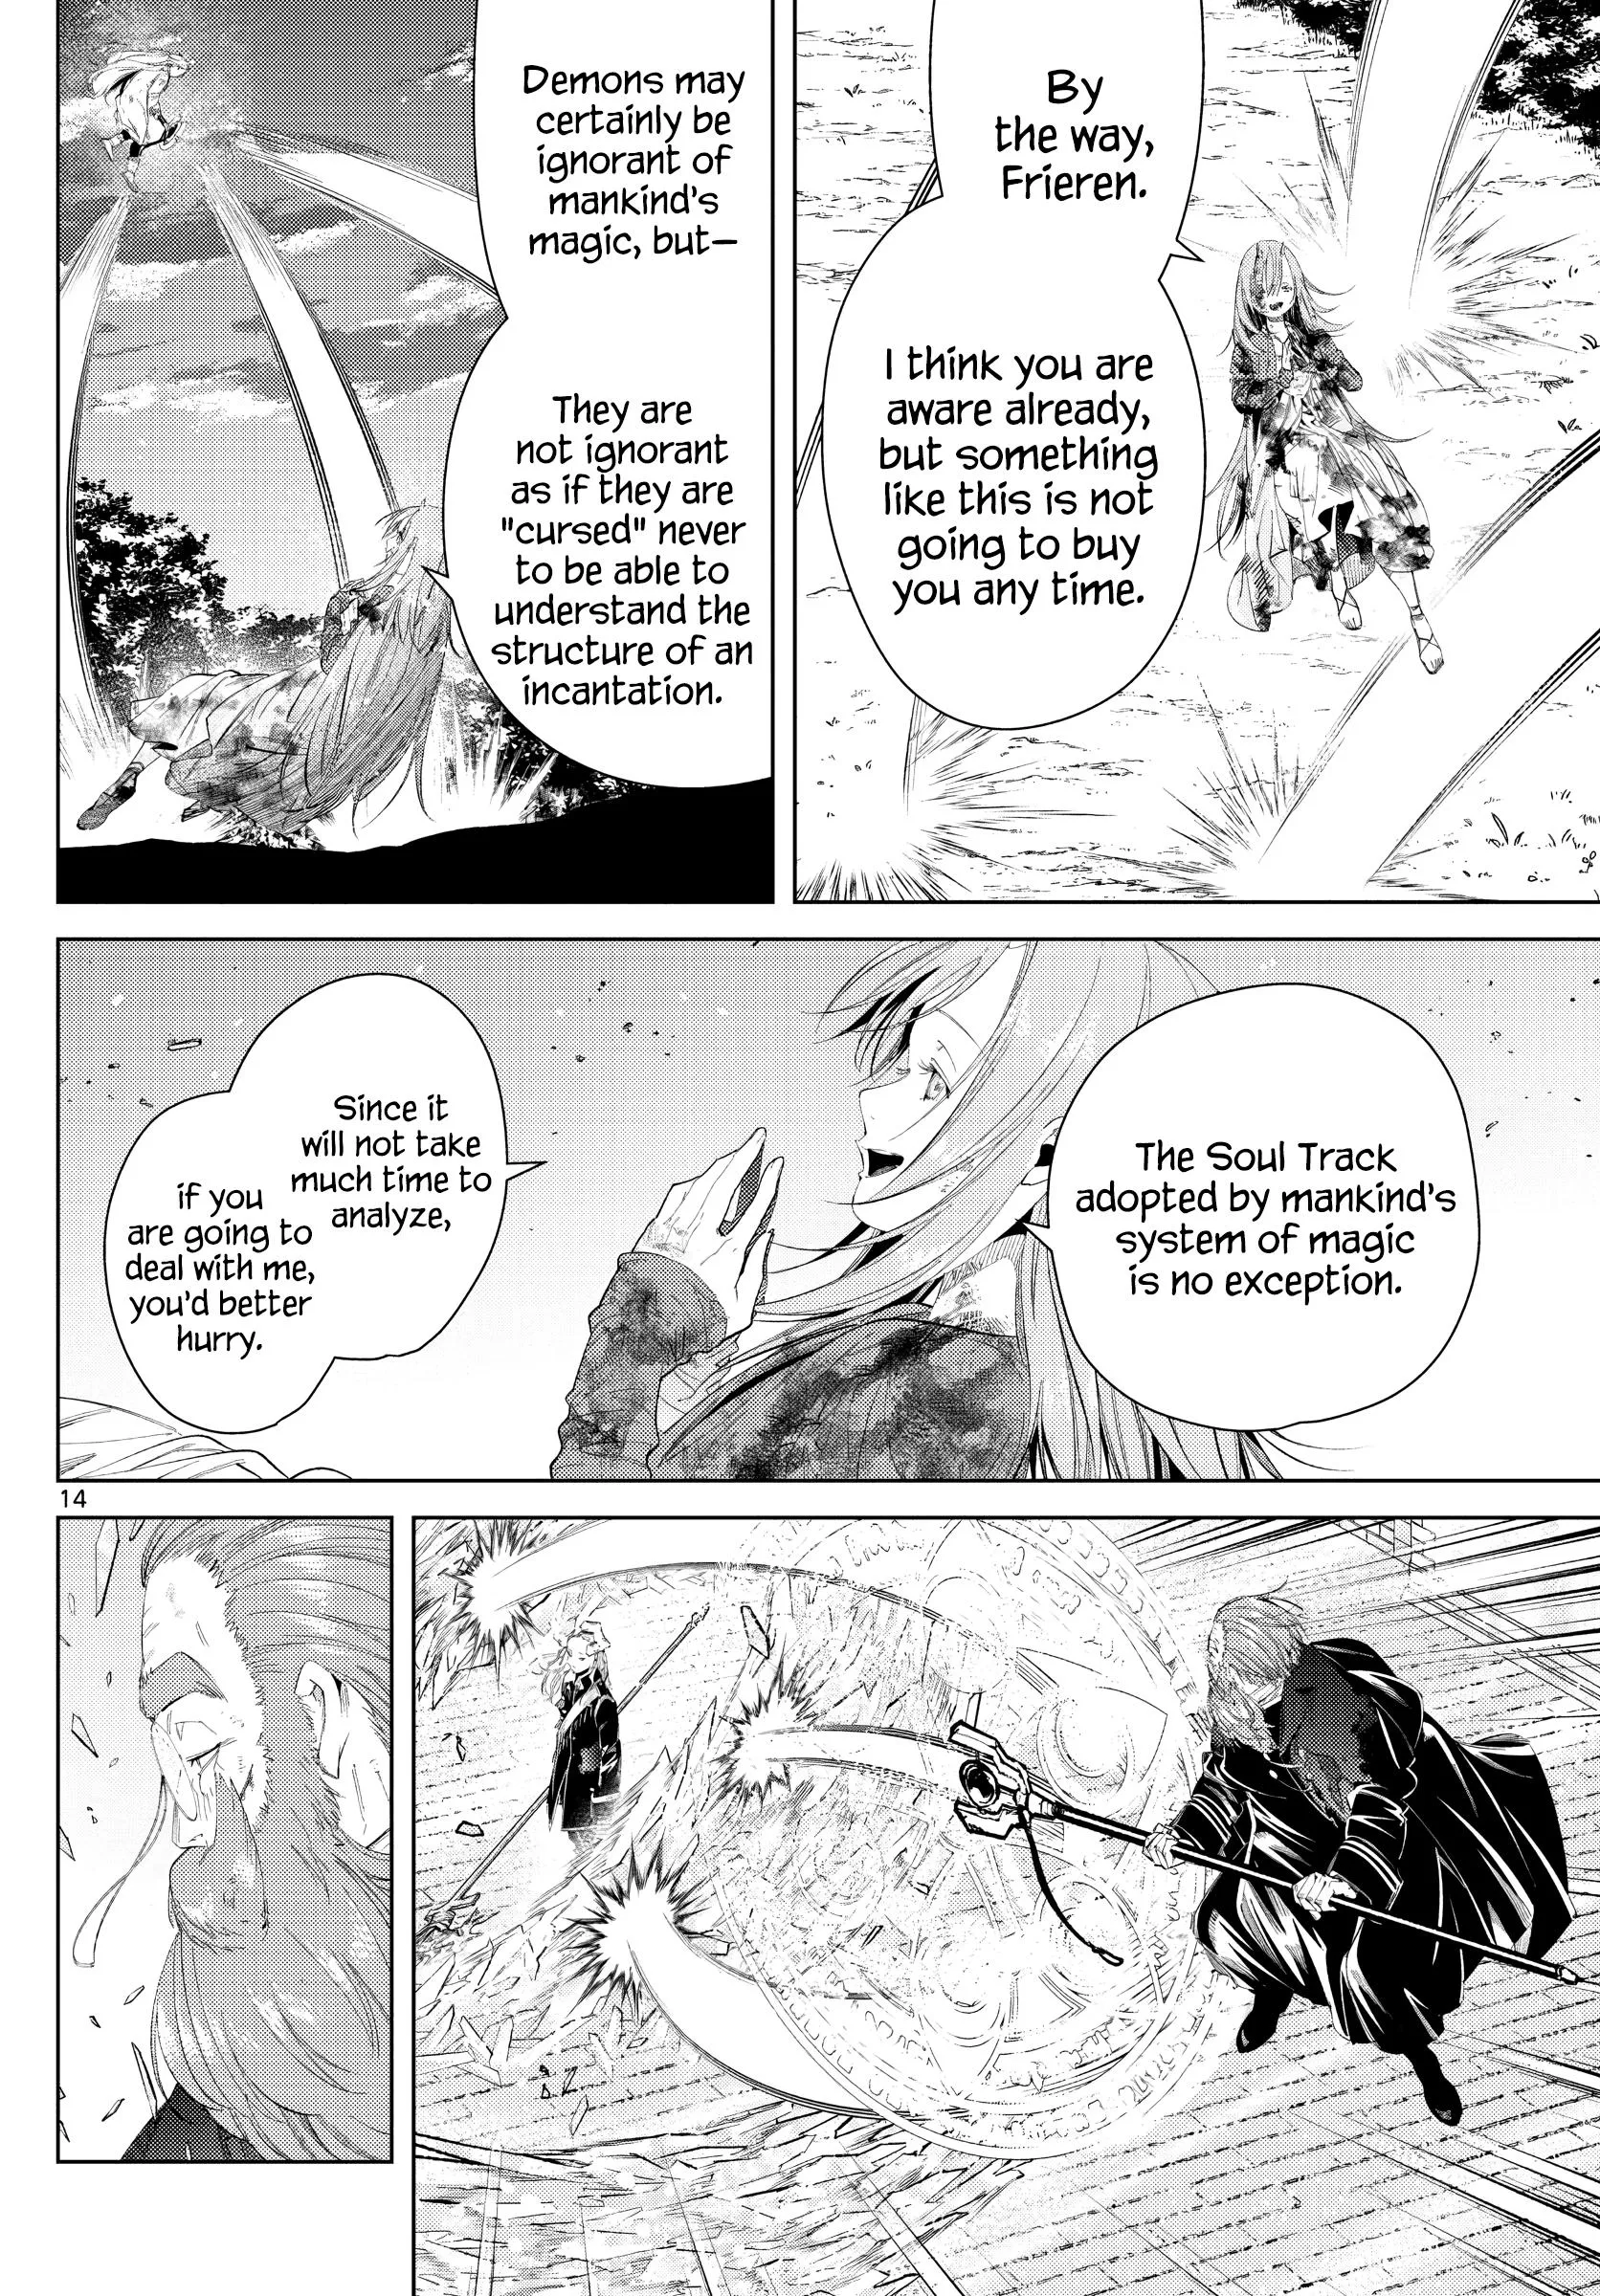 By
the way,
Frieren.
I think you are
aware already,
but something
like this is not
going to buy
you any time.
Demons may
certainly be
ignorant of
mankind's
magic, but—
They are
not ignorant
as if they are
"cursed" never
to be able to
understand the
structure of an
incantation.
The Soul Track
adopted by mankind's
system of magic
is no exception.
Since it
will not take
much time to
analyze,
if you
are going to
deal with me,
you'd better
hurry.
14